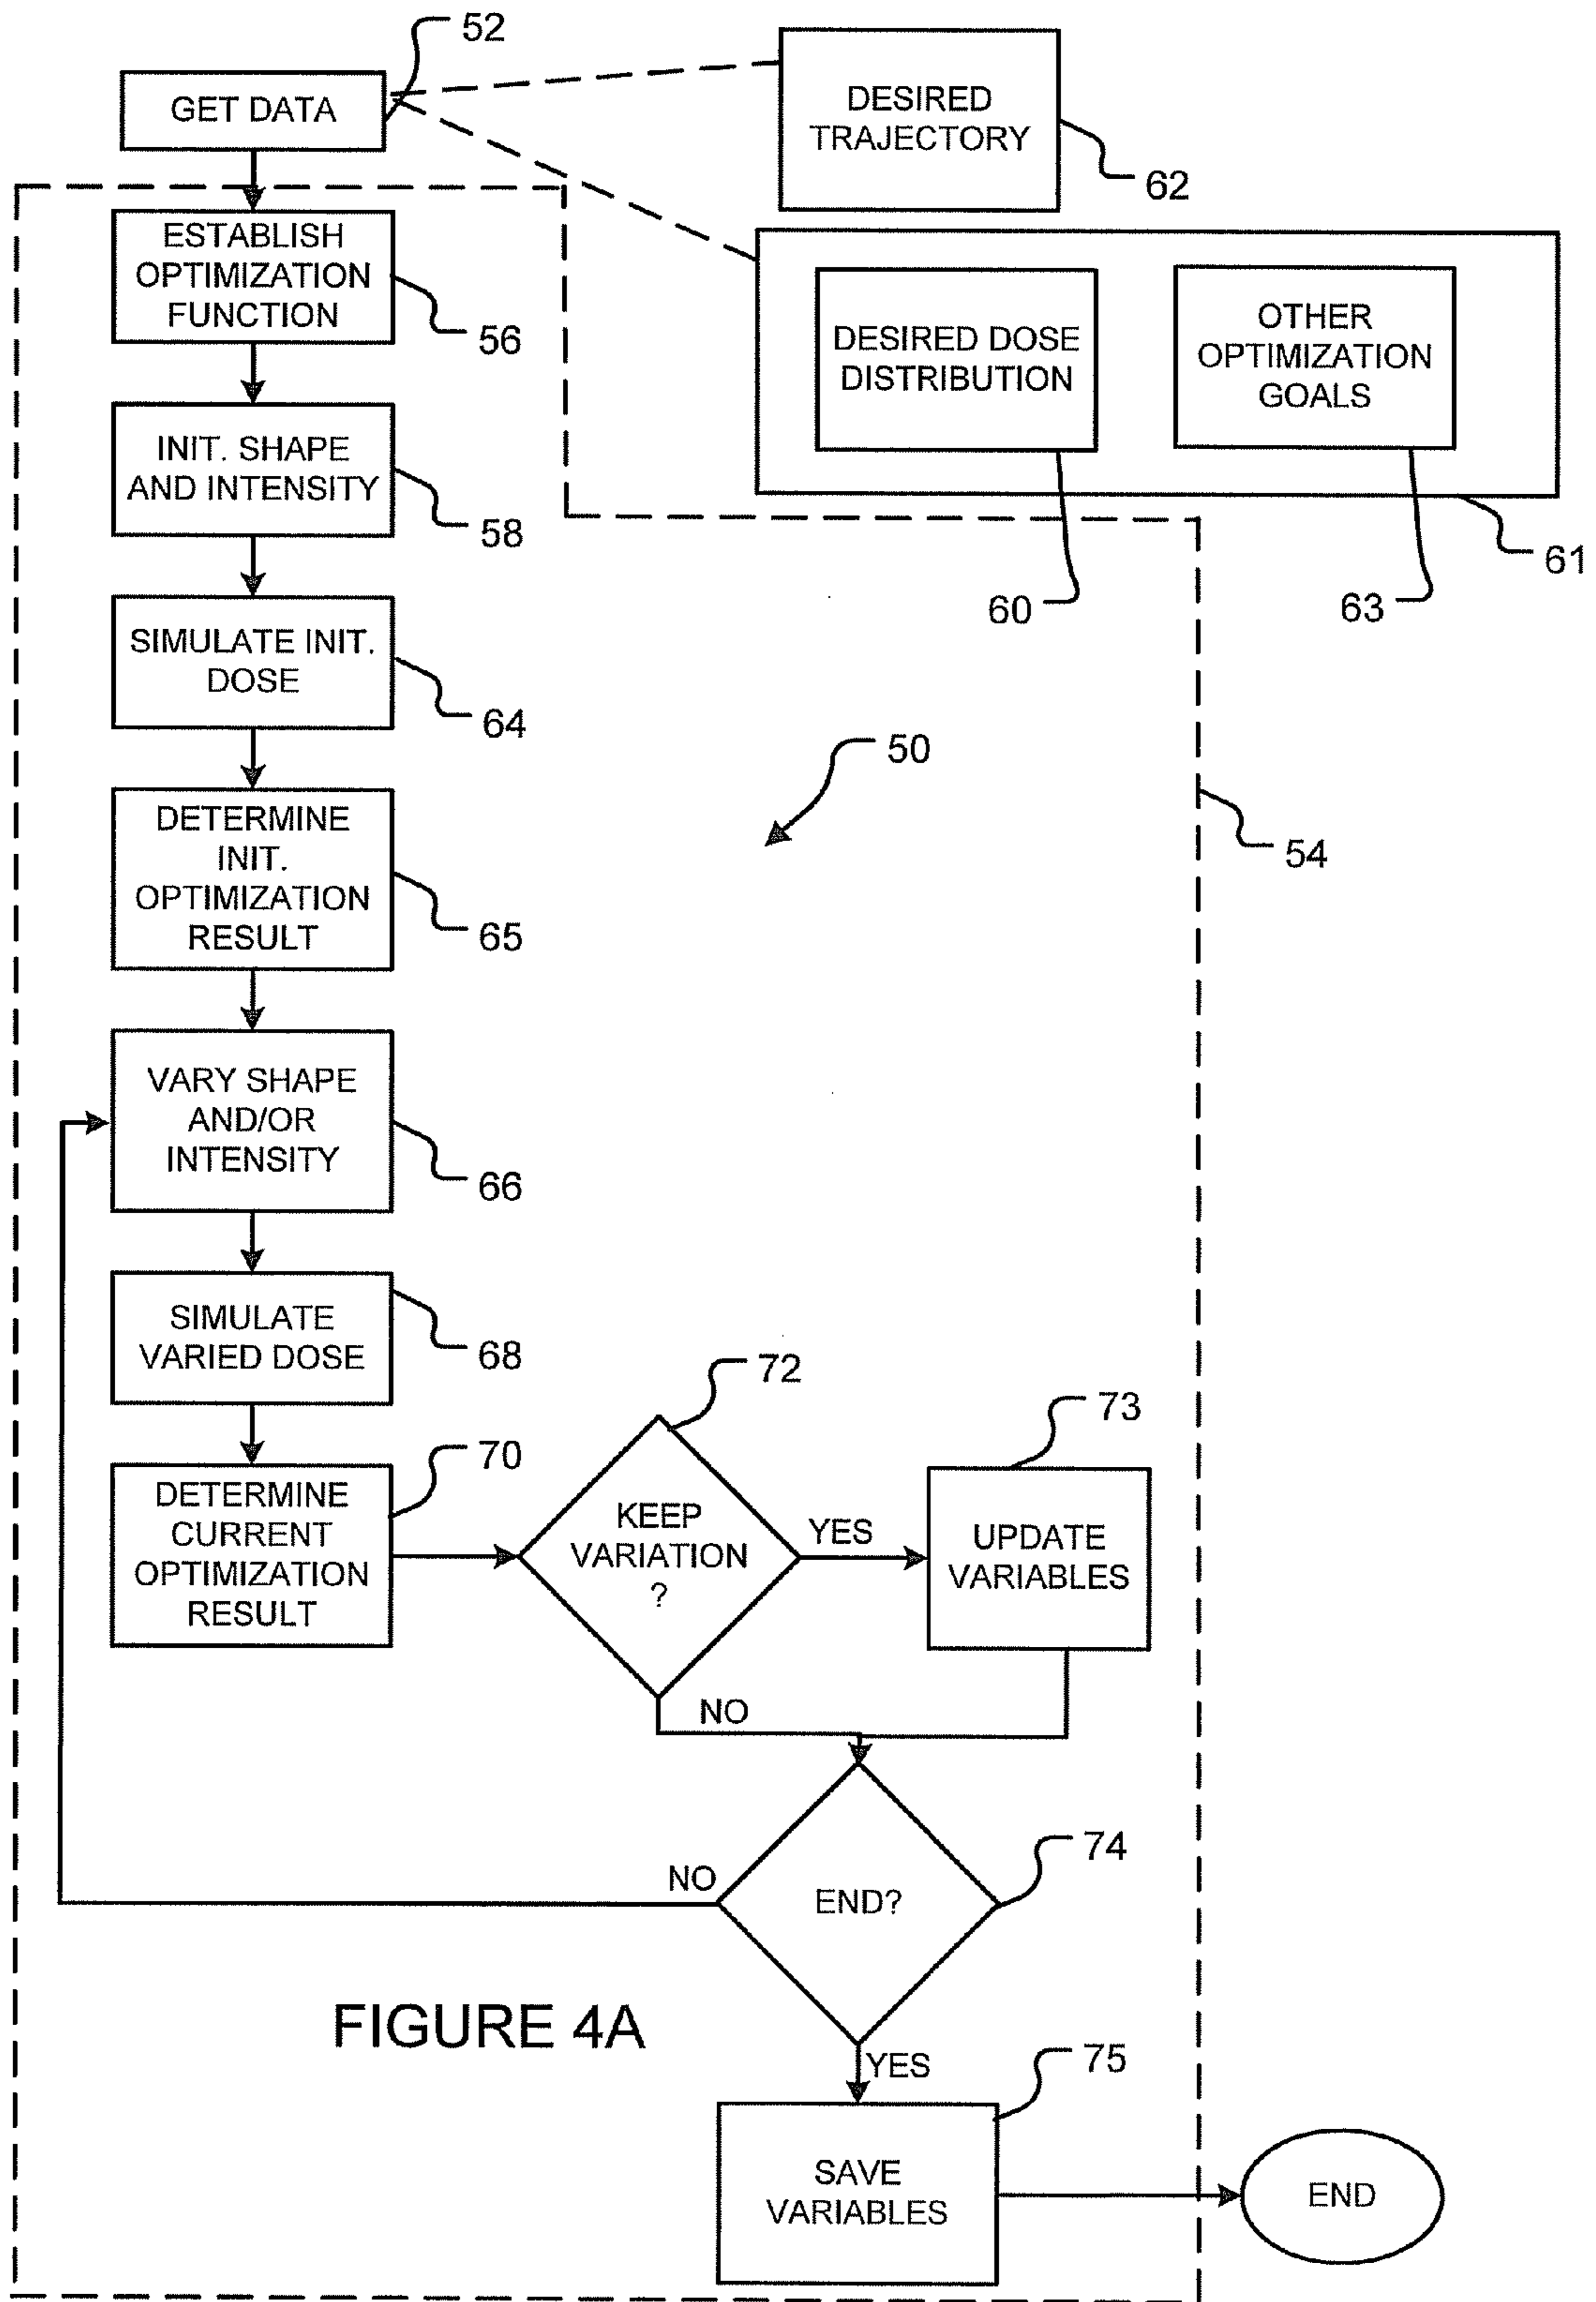 52
GET DATA
DESIRED
TRAJECTORY
62
ESTABLISH
OPTIMIZATION
FUNCTION
56
DESIRED DOSE
DISTRIBUTION
OTHER
OPTIMIZATION
GOALS
61
60
63
INIT. SHAPE
AND INTENSITY
58
SIMULATE INIT.
DOSE
64
50
DETERMINE
INIT.
OPTIMIZATION
RESULT
65
54
VARY SHAPE
AND/OR
INTENSITY
66
SIMULATE
VARIED DOSE
68
DETERMINE
CURRENT
OPTIMIZATION
RESULT
70
72
KEEP
VARIATION
?
YES
73
UPDATE
VARIABLES
NO
74
END?
NO
YES
FIGURE 4A
75
SAVE
VARIABLES
END